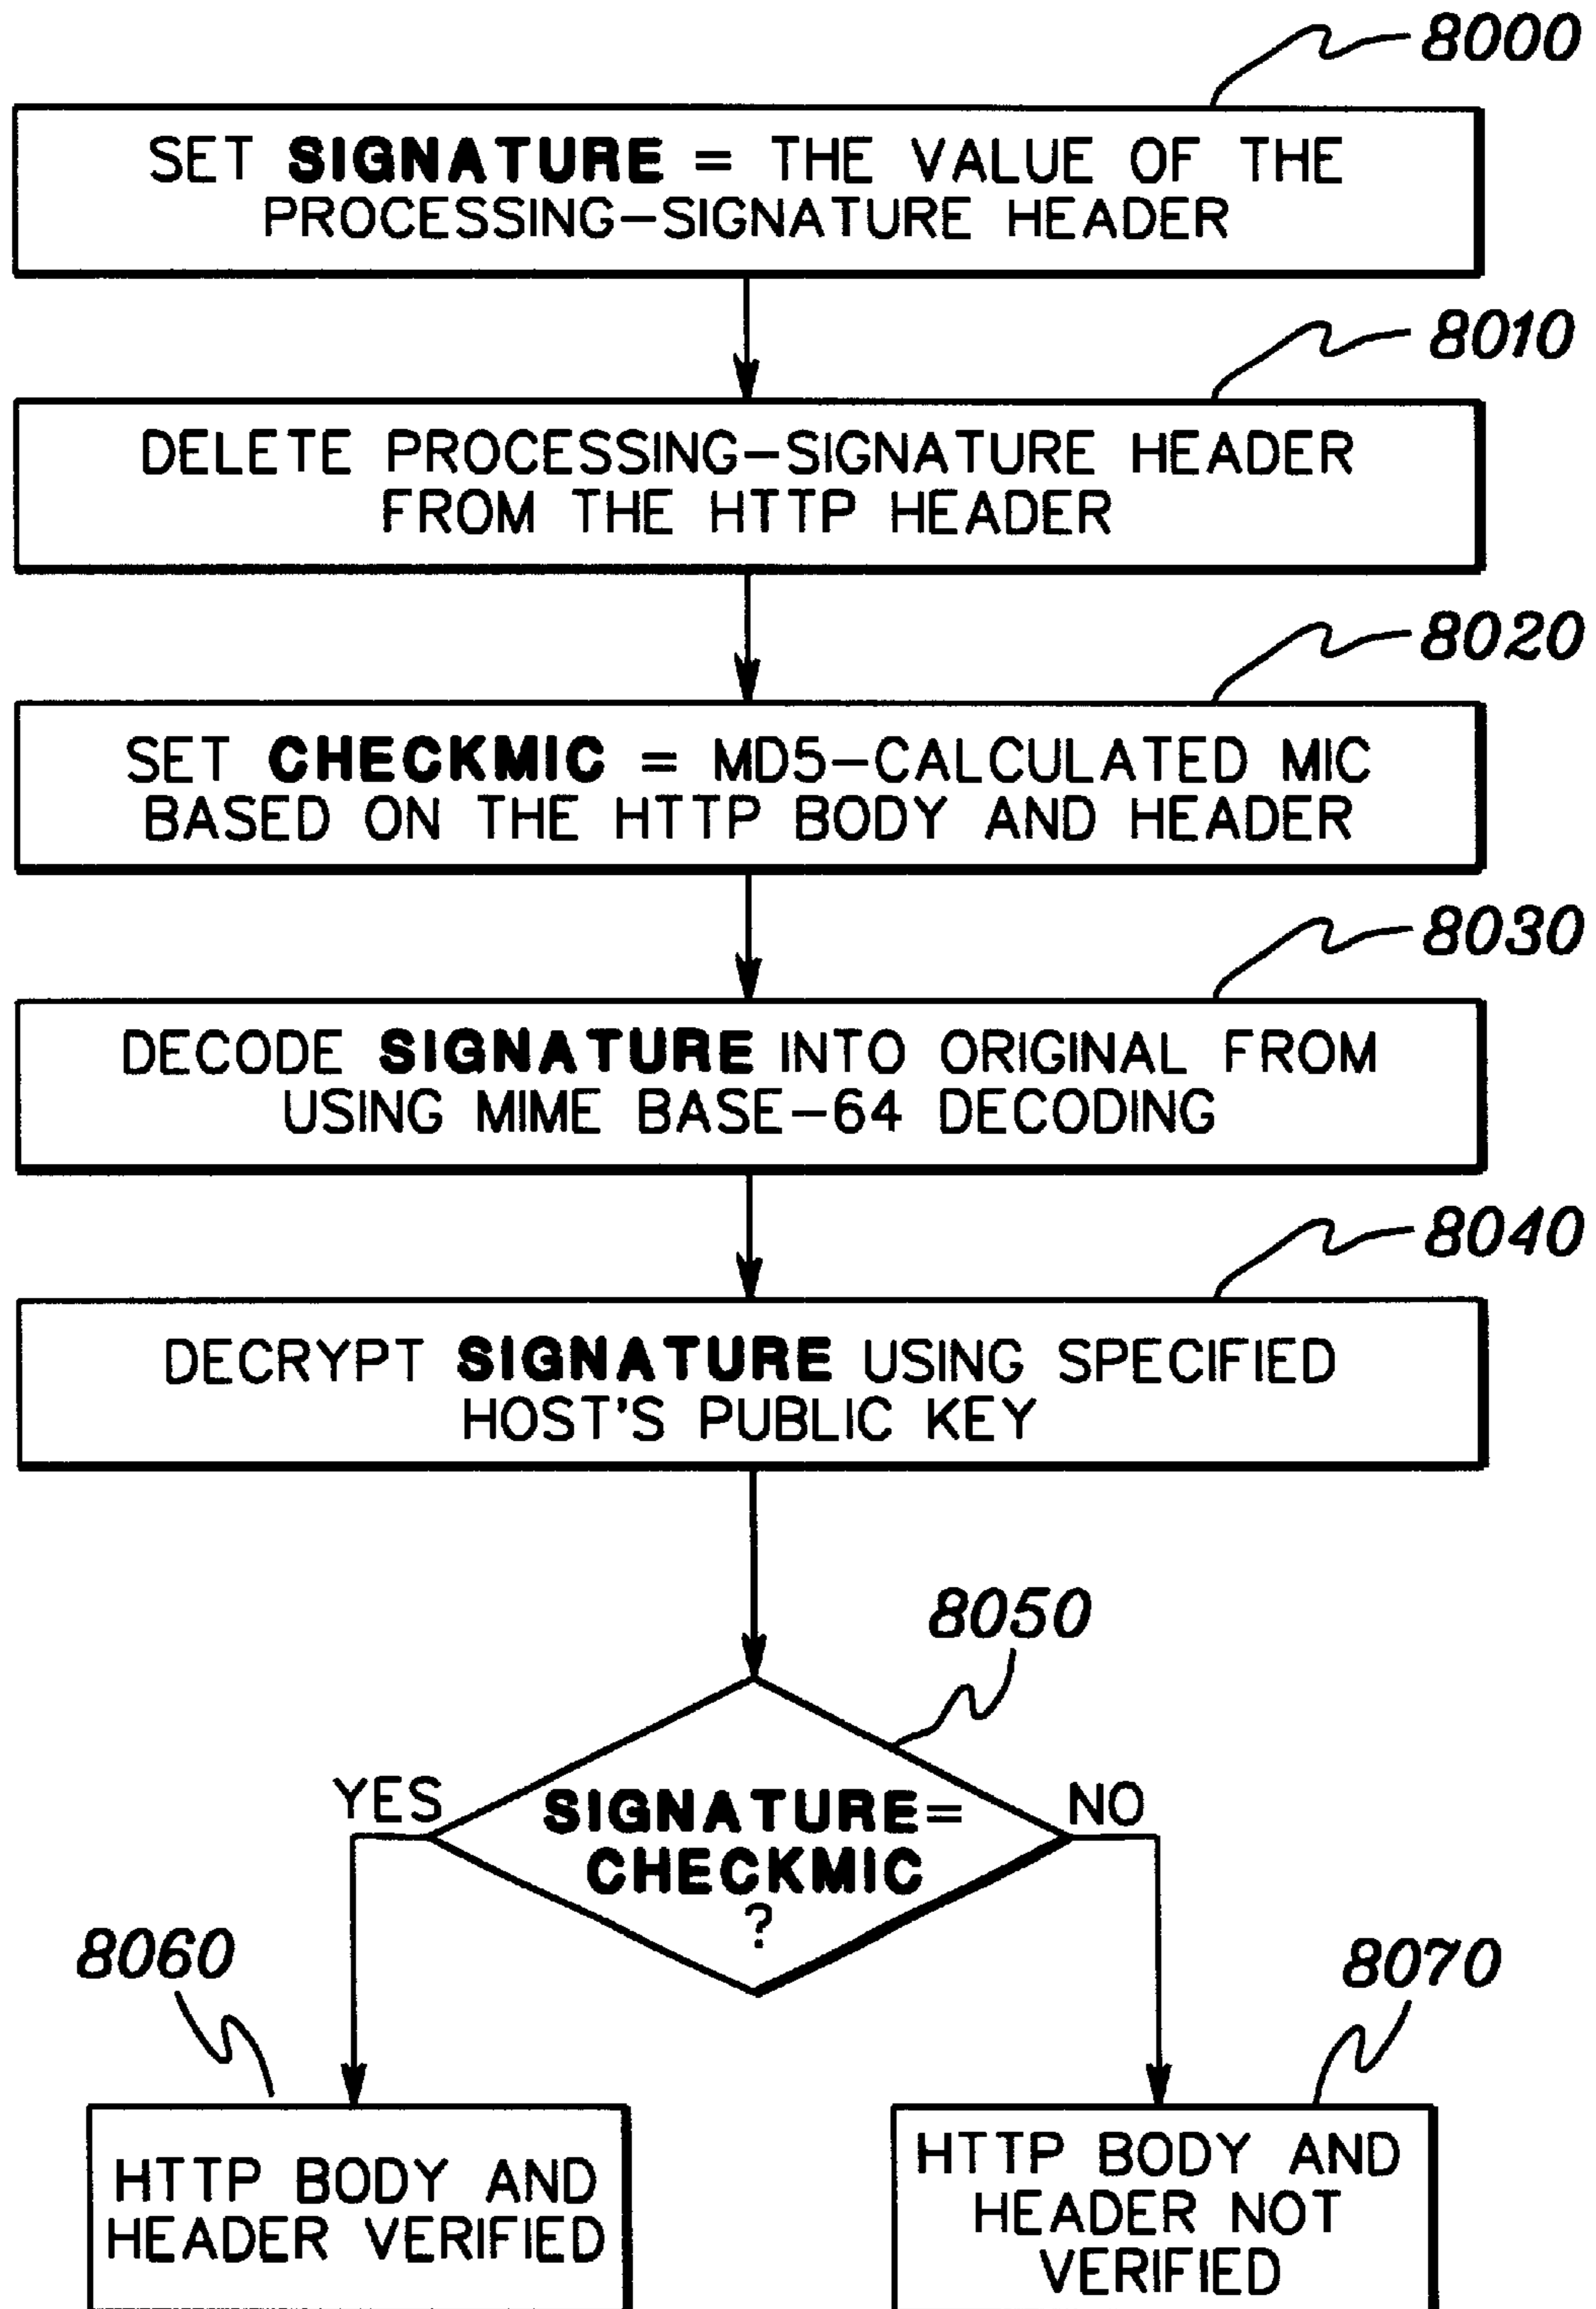 8000
SET SIGNATURE = THE VALUE OF THE
PROCESSING-SIGNATURE HEADER
8010
DELETE PROCESSING-SIGNATURE HEADER
FROM THE HTTP HEADER
8020
SET CHECKMIC = MD5-CALCULATED MIC
BASED ON THE HTTP BODY AND HEADER
8030
DECODE SIGNATURE INTO ORIGINAL FROM
USING MIME BASE-64 DECODING
8040
DECRYPT SIGNATURE USING SPECIFIED
HOST'S PUBLIC KEY
8050
YES
SIGNATURE=
CHECKMIC
?
NO
8060
HTTP BODY AND
HEADER VERIFIED
8070
HTTP BODY AND
HEADER NOT
VERIFIED